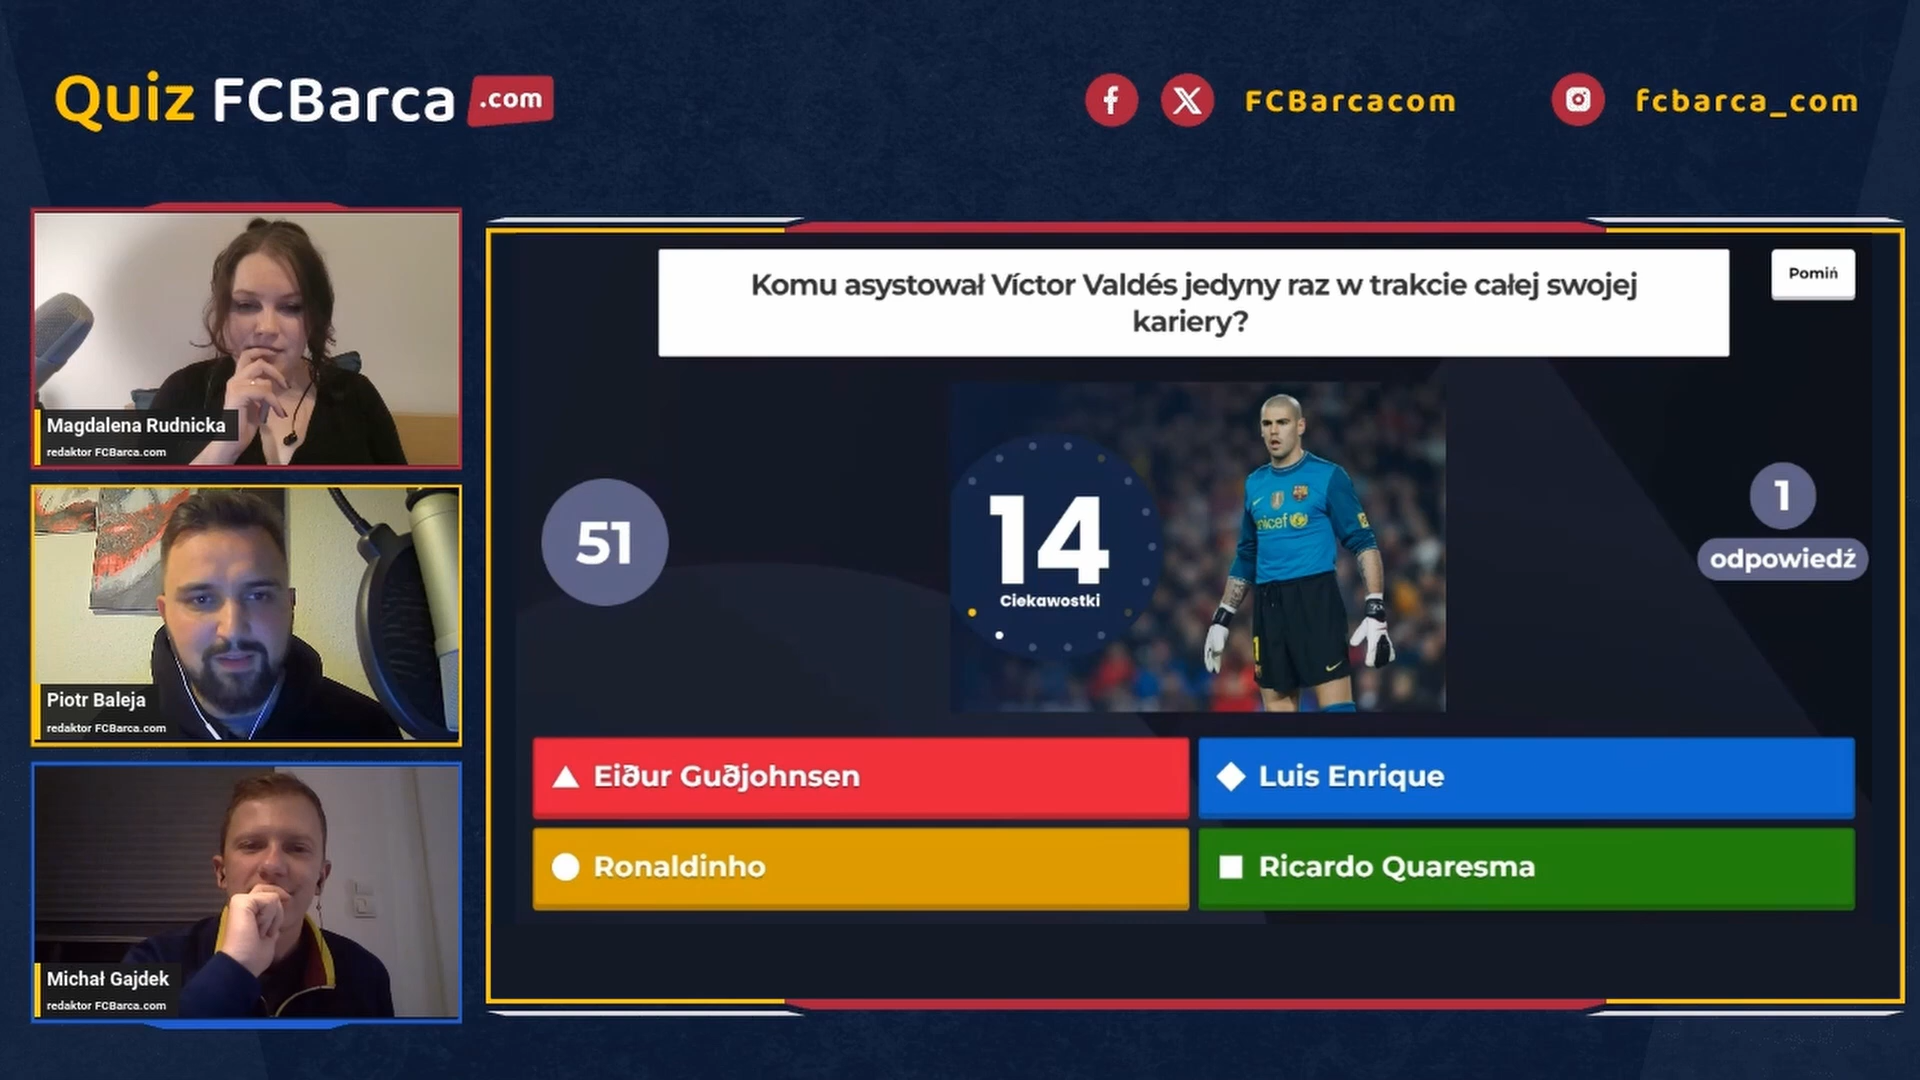 Quiz FCBarca .com
FCBarcacom
fcbarca_com
Magdalena Rudnicka
redaktor FCBarca.com
Piotr Baleja
redaktor FCBarca.com
Michał Gajdek
redaktor FCBarca.com
Komu asystował Víctor Valdés jedyny raz w trakcie całej swojej
kariery?
Pomiń
51
14
Ciekawostki
unicef
1
odpowiedź
Eiður Guðjohnsen
Luis Enrique
Ronaldinho
Ricardo Quaresma